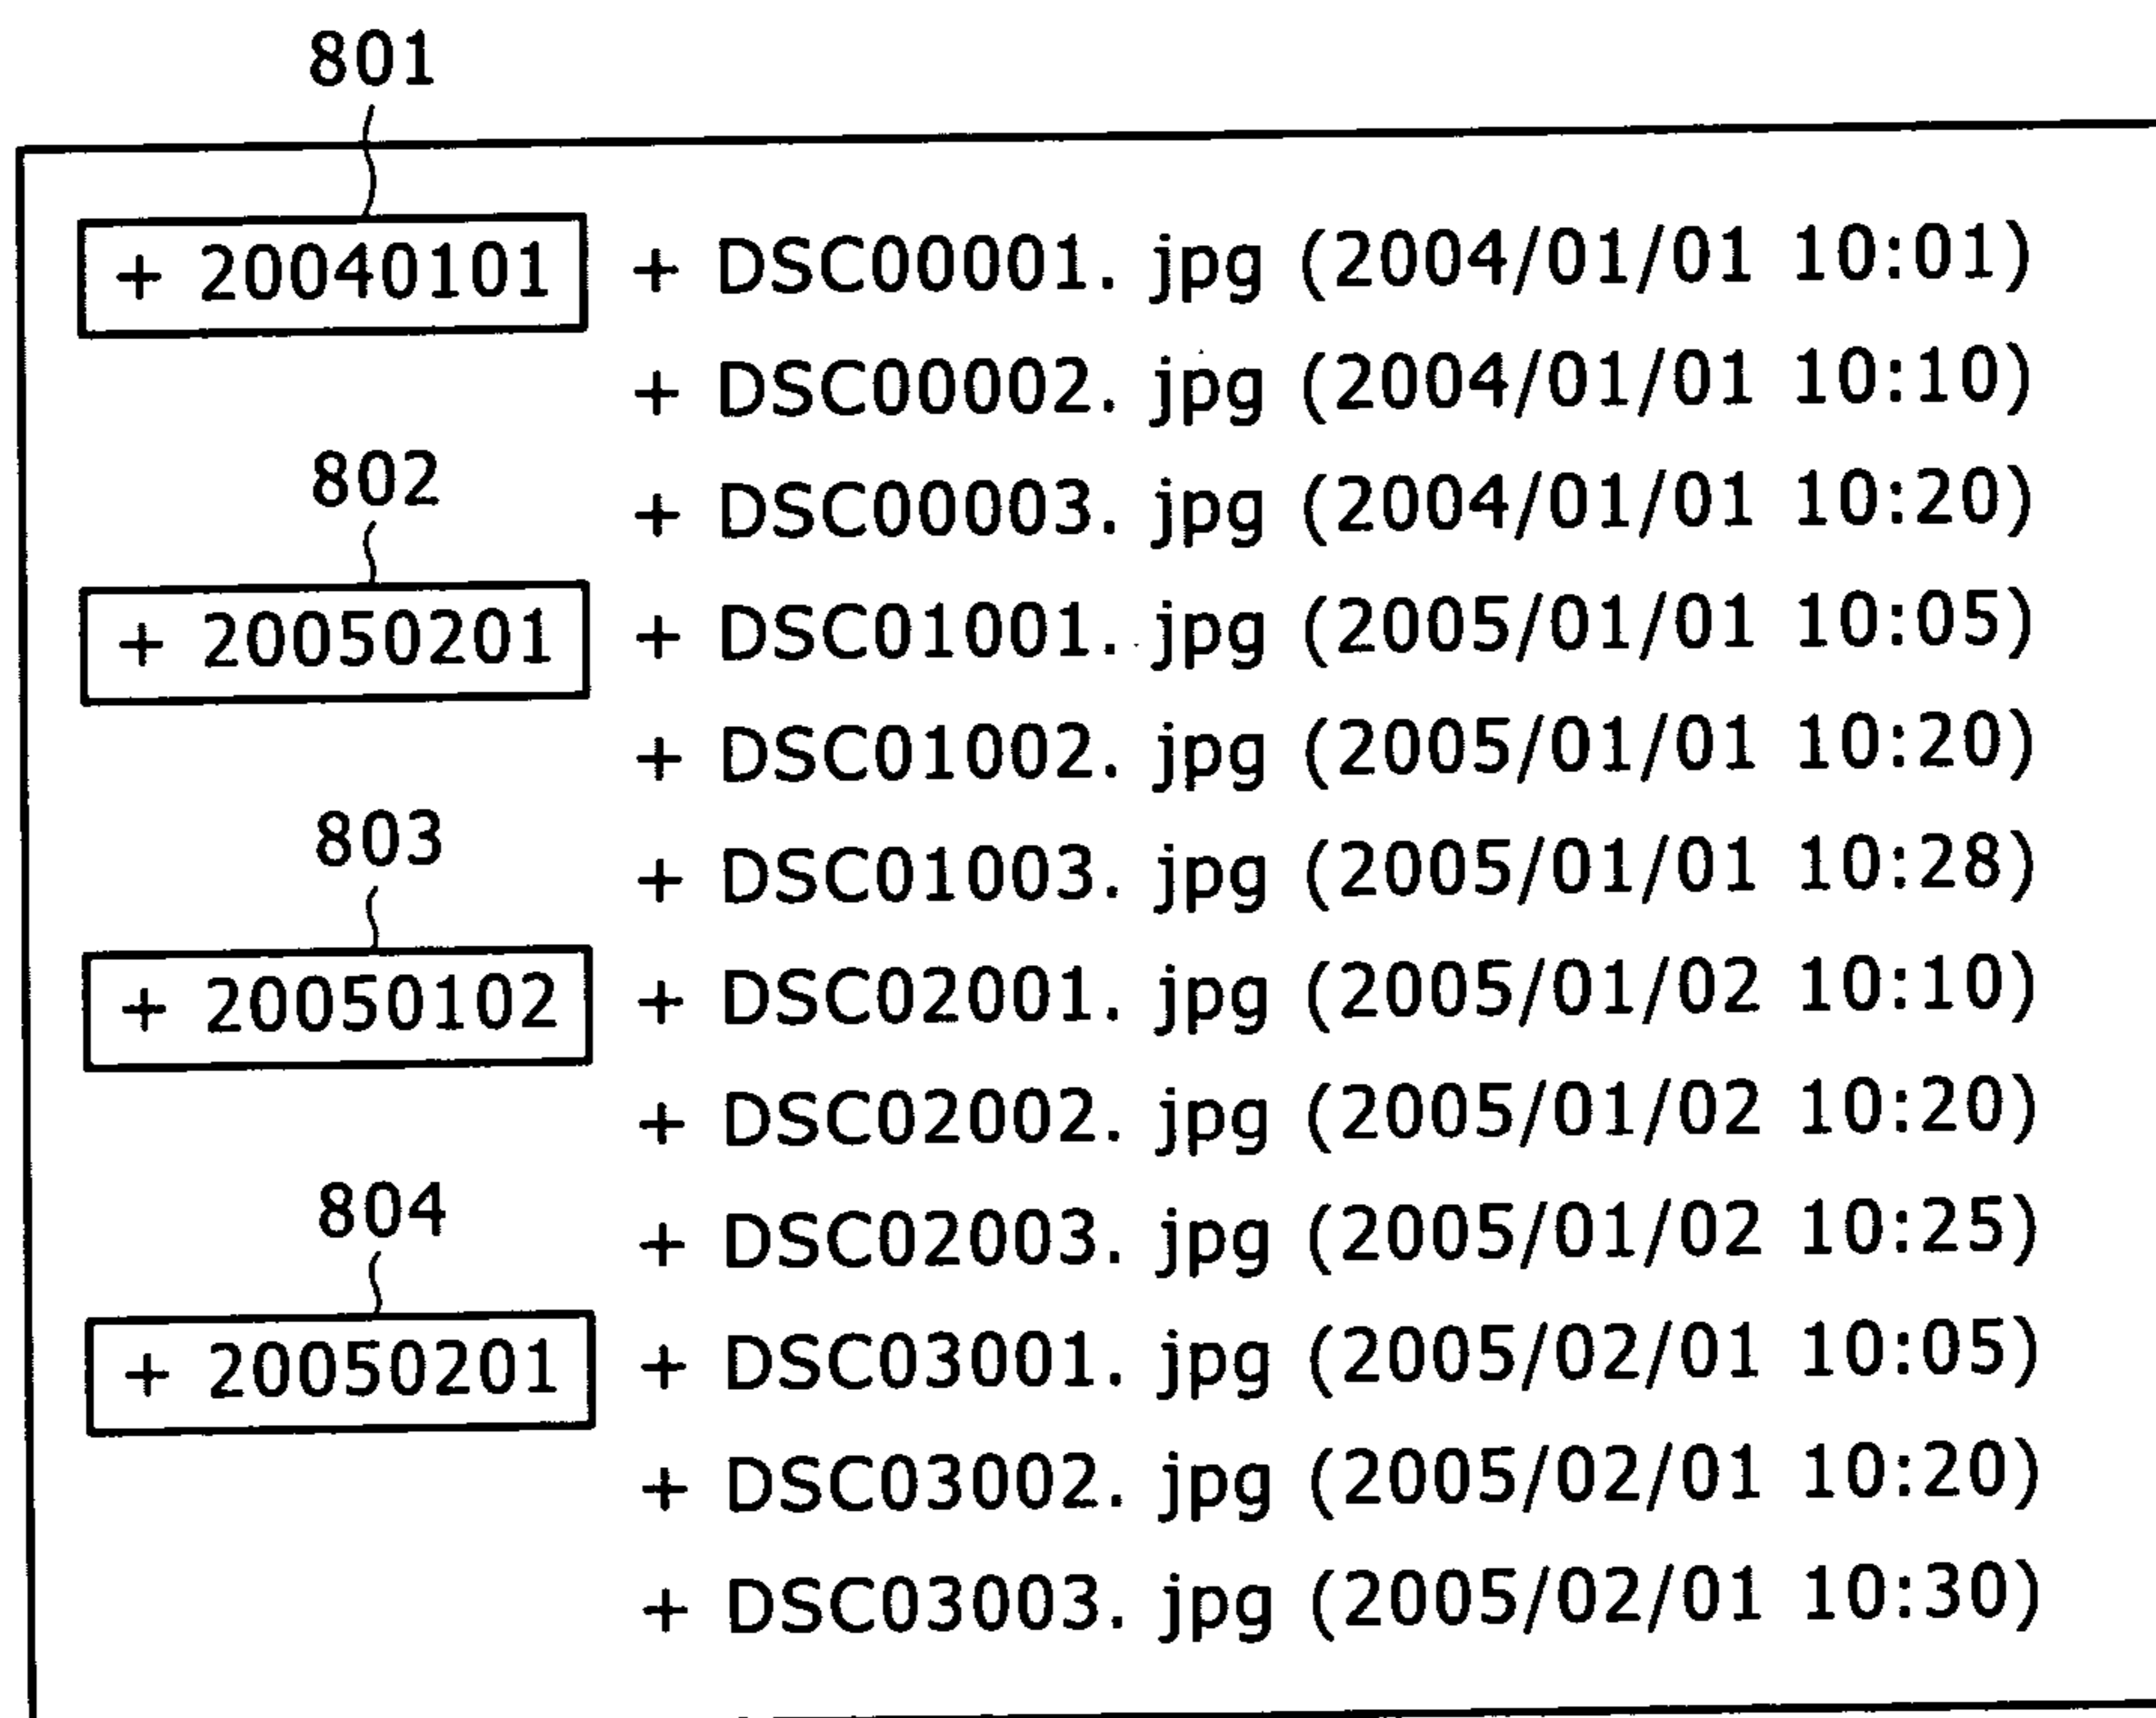 801
+ 20040101 + DSC00001. jpg (2004/01/01 10:01)
+ DSC00002. jpg (2004/01/01 10:10)
802
+ DSC00003. jpg (2004/01/01 10:20)
+ 20050201 + DSC01001. jpg (2005/01/01 10:05)
+ DSC01002. jpg (2005/01/01 10:20)
803
+ DSC01003. jpg (2005/01/01 10:28)
+ 20050102 + DSC02001. jpg (2005/01/02 10:10)
+ DSC02002. jpg (2005/01/02 10:20)
804
+ DSC02003. jpg (2005/01/02 10:25)
+ 20050201 + DSC03001. jpg (2005/02/01 10:05)
+ DSC03002. jpg (2005/02/01 10:20)
+ DSC03003. jpg (2005/02/01 10:30)